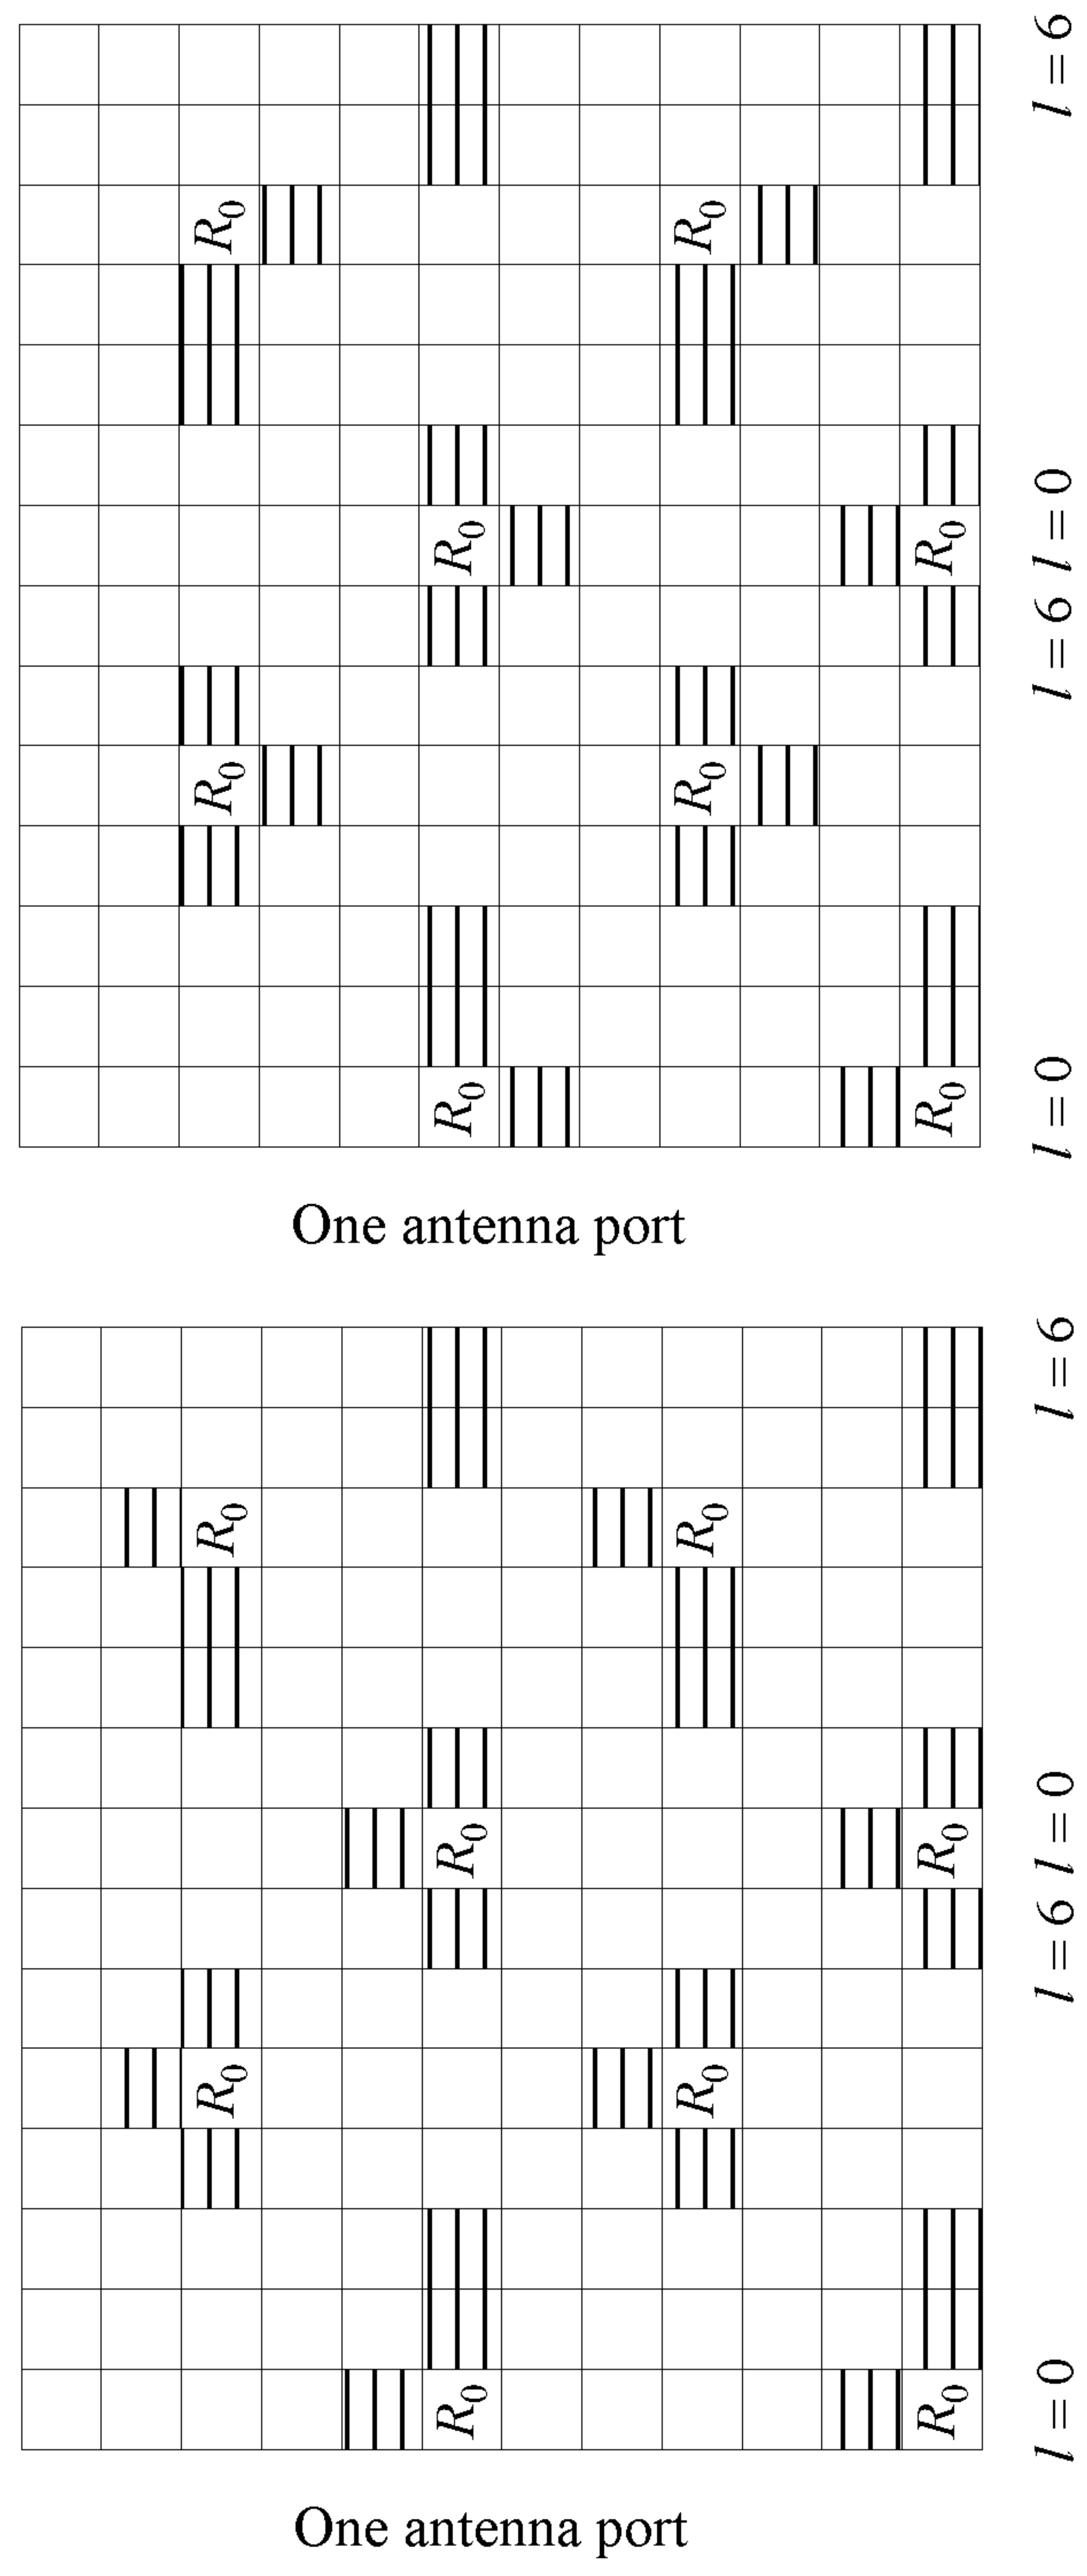 R₀ R₀
R₀ R₀
R₀ R₀
R₀ R₀
l = 0 l = 6 l = 0 l = 6
One antenna port
R₀ R₀
R₀ R₀
R₀ R₀
R₀ R₀
l = 0 l = 6 l = 0 l = 6
One antenna port